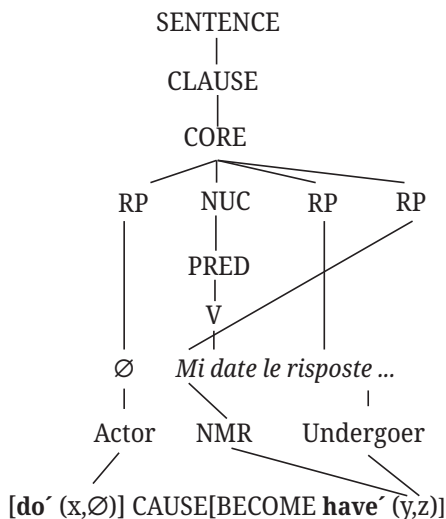 SENTENCE
CLAUSE
CORE
RP NUC RP RP
PRED
V
∅ Mi date le risposte ...
Actor NMR Undergoer
[do´ (x,∅)] CAUSE[BECOME have´ (y,z)]